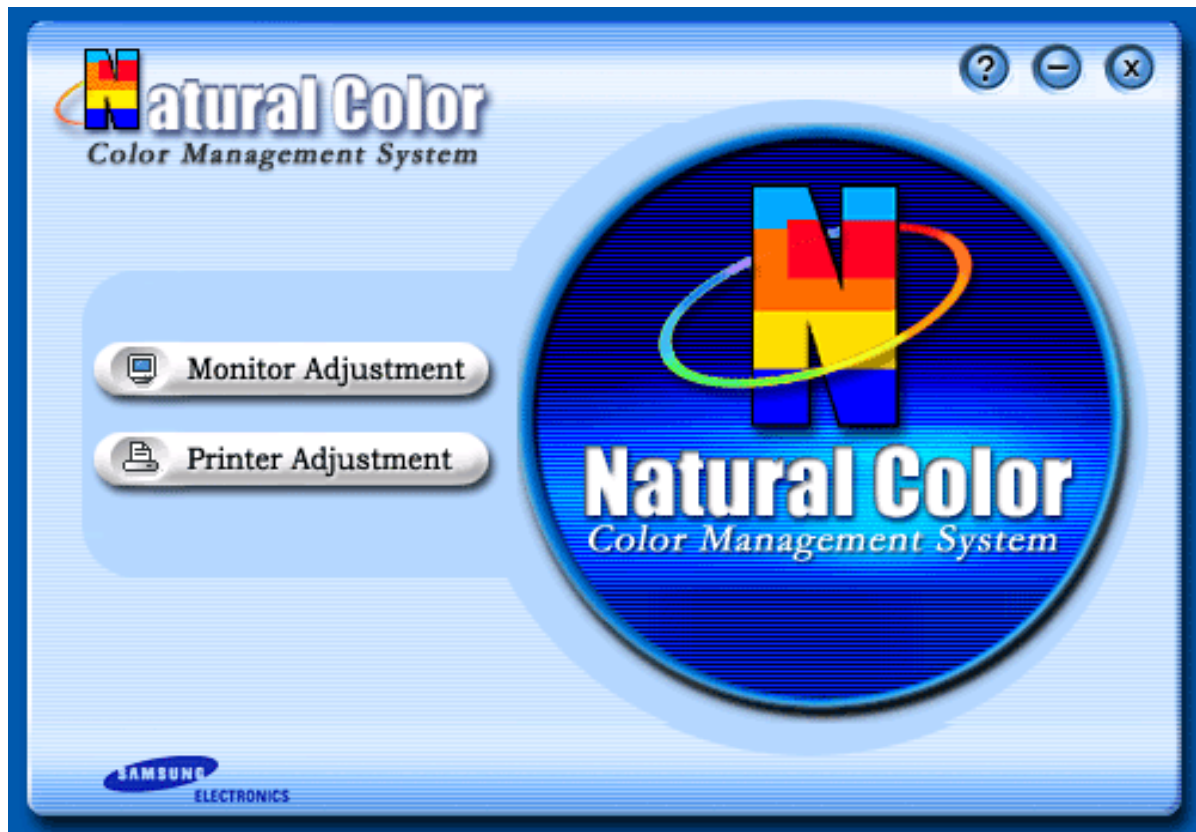 Natural Color
Color Management System
?
x
Monitor Adjustment
Printer Adjustment
N
Natural Color
Color Management System
SAMSUNG
ELECTRONICS